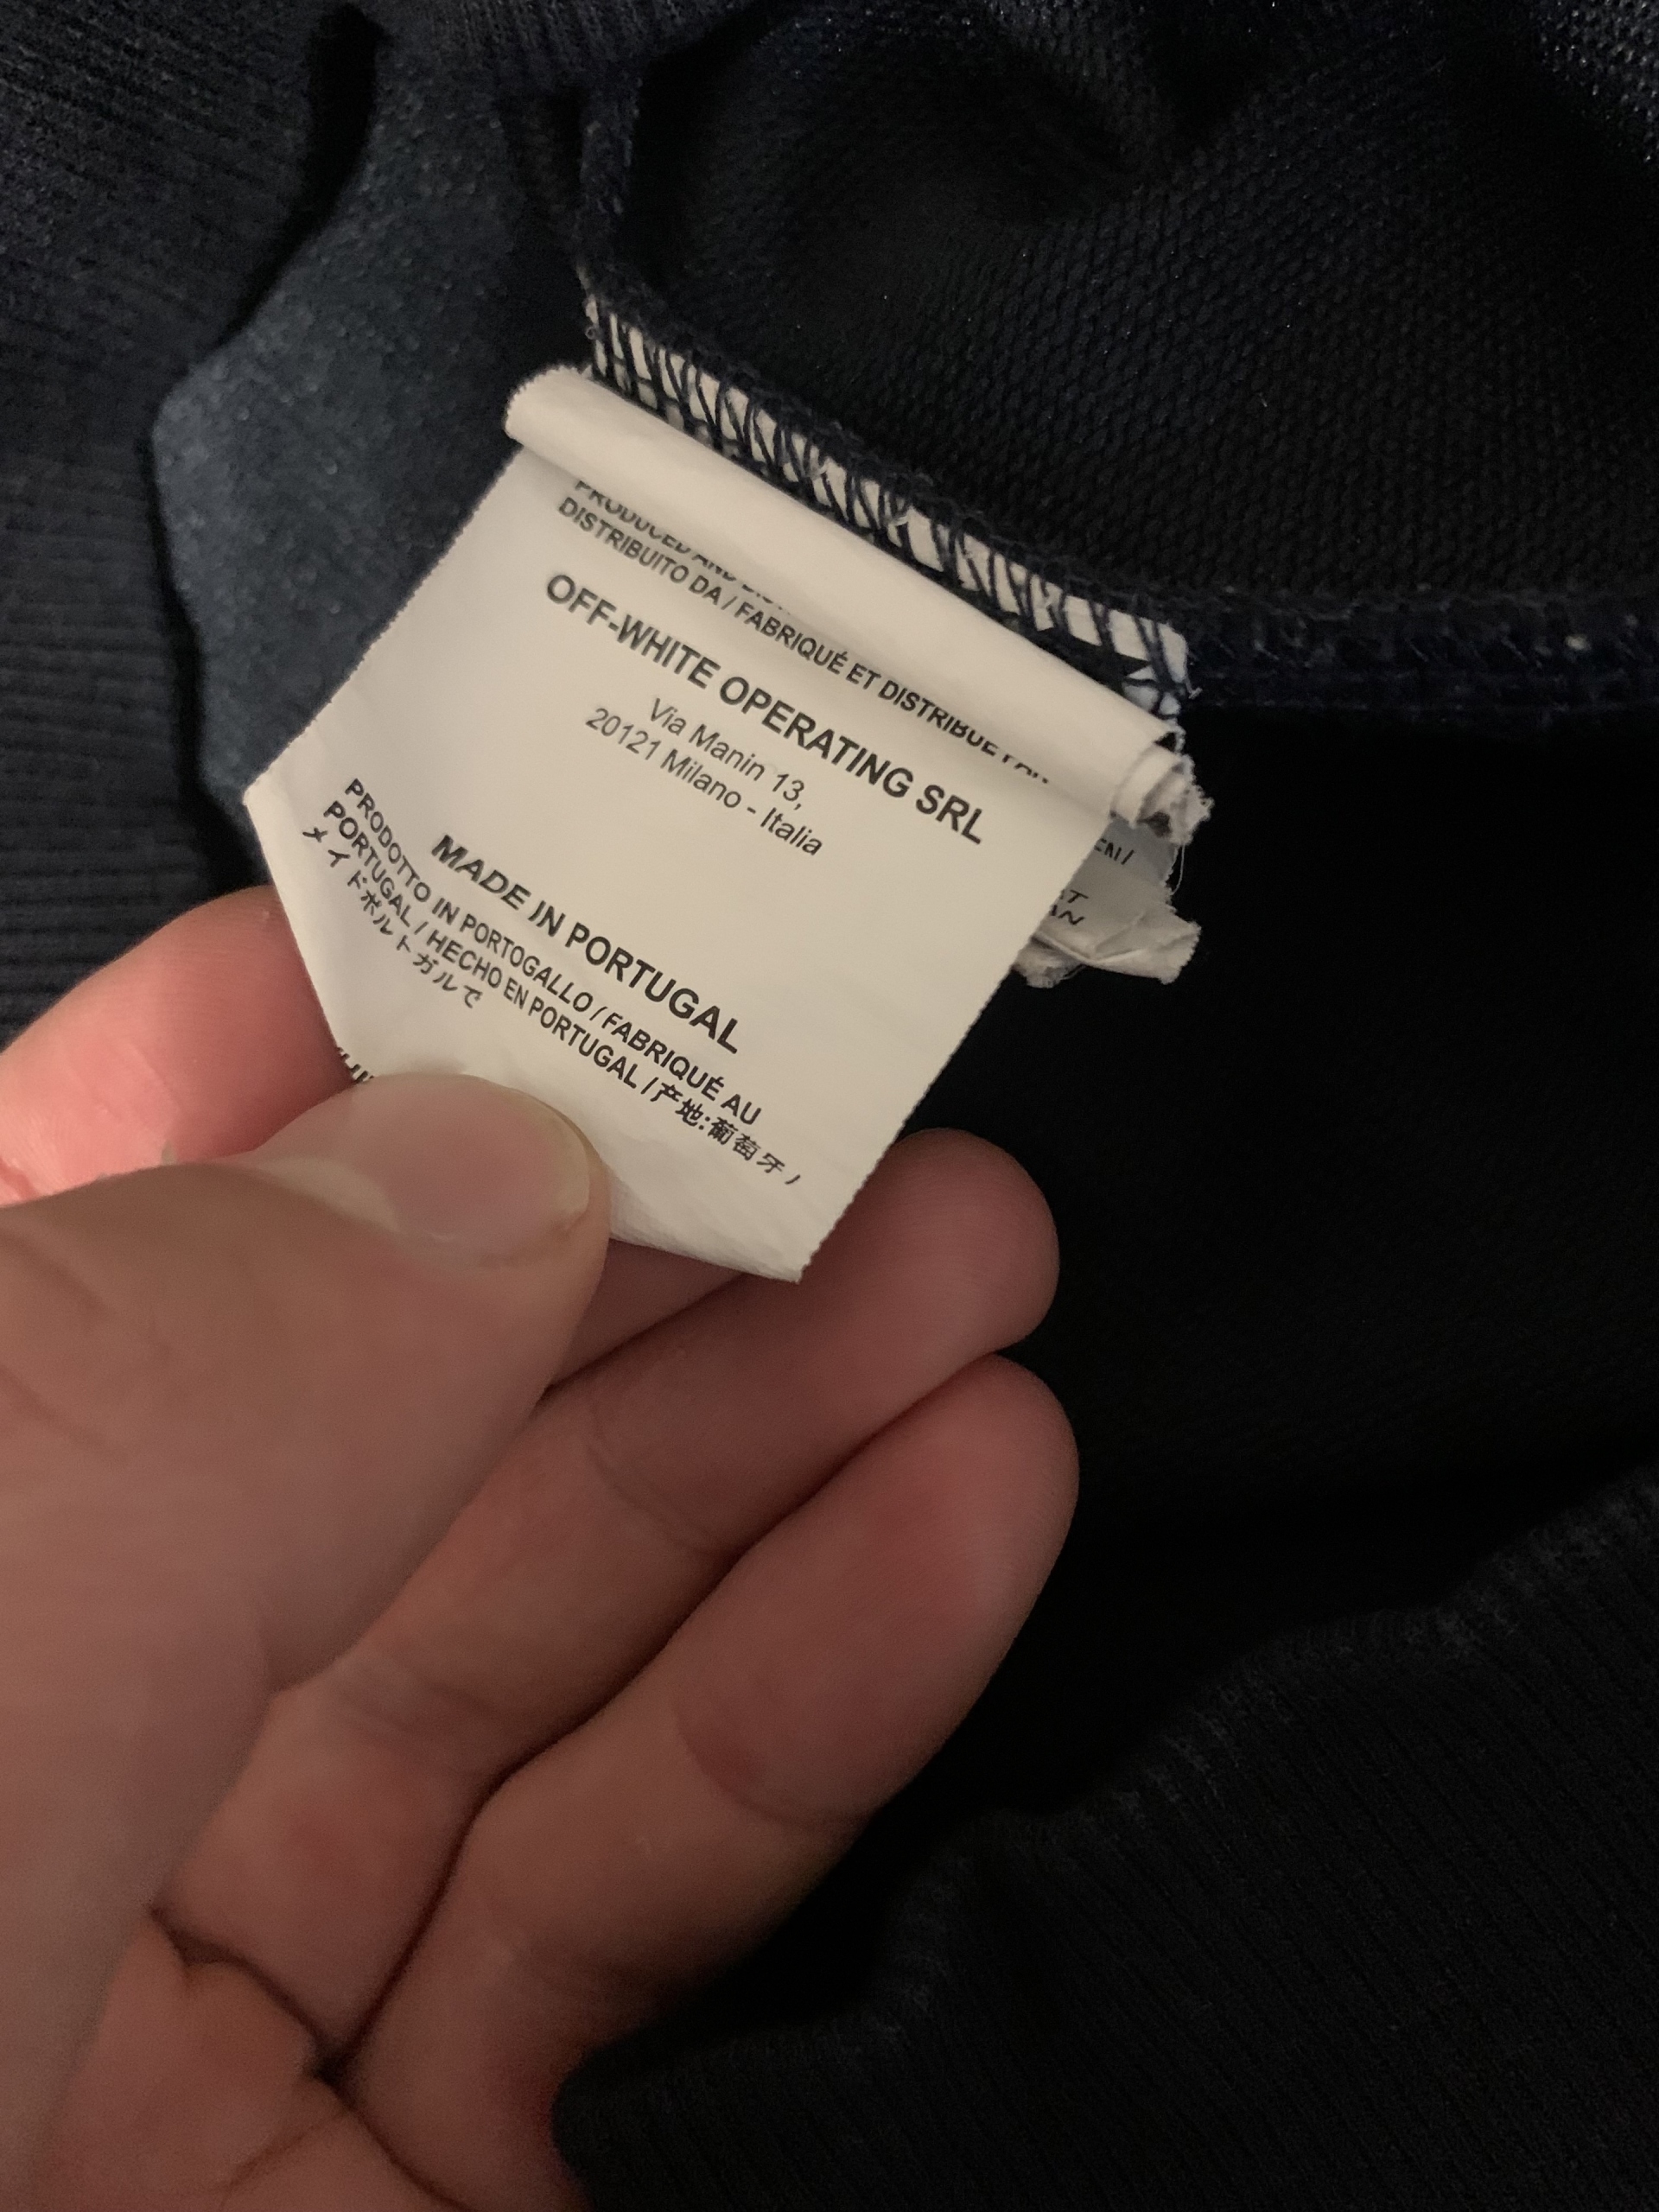 PRODUCED AND
DISTRIBUITO DA / FABRIQUÉ ET DISTRIBUÉ PAR
OFF-WHITE OPERATING SRL
Via Manin 13,
20121 Milano - Italia
MADE IN PORTUGAL
PRODOTTO IN PORTOGALLO / FABRIQUÉ AU
PORTUGAL / HECHO EN PORTUGAL / 产地:葡萄牙 /
メイドポルトガルで